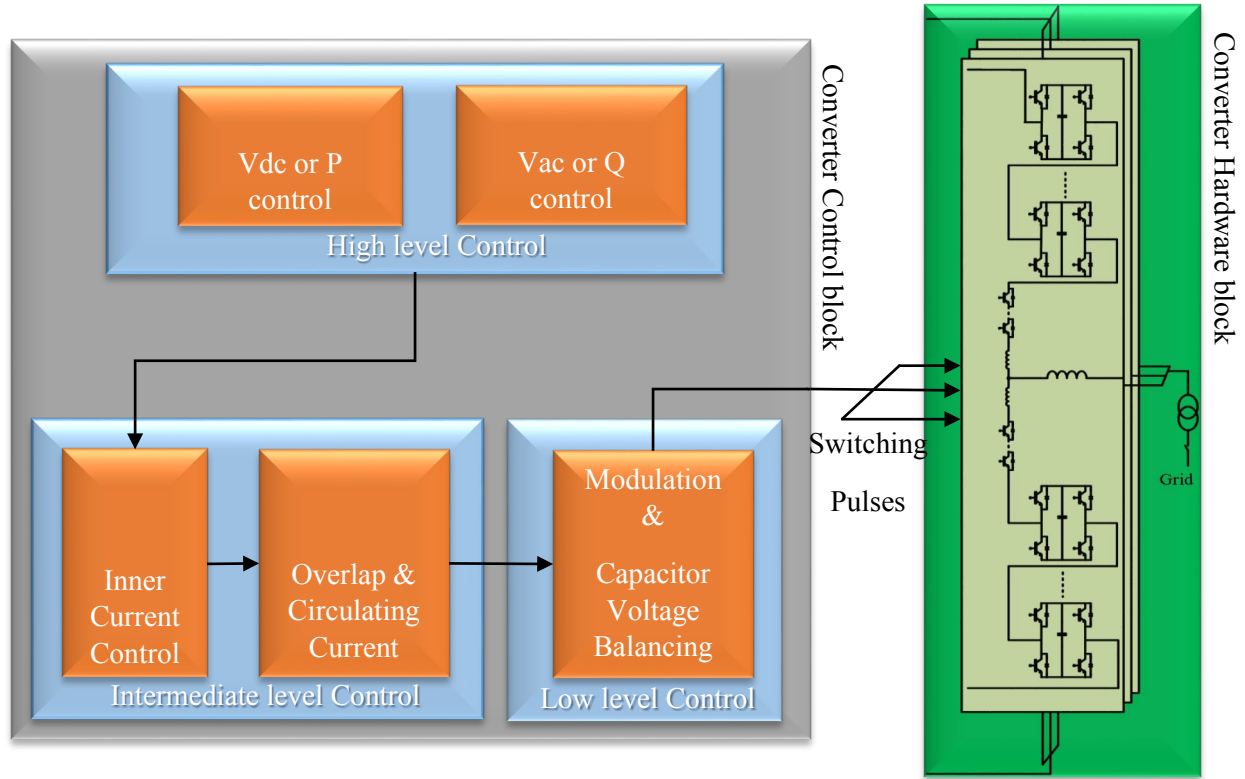 Vdc or P
control
Vac or Q
control
High level Control
Converter Control block
Inner
Current
Control
Overlap &
Circulating
Current
Intermediate level Control
Modulation
&
Capacitor
Voltage
Balancing
Low level Control
Switching
Pulses
Grid
Converter Hardware block